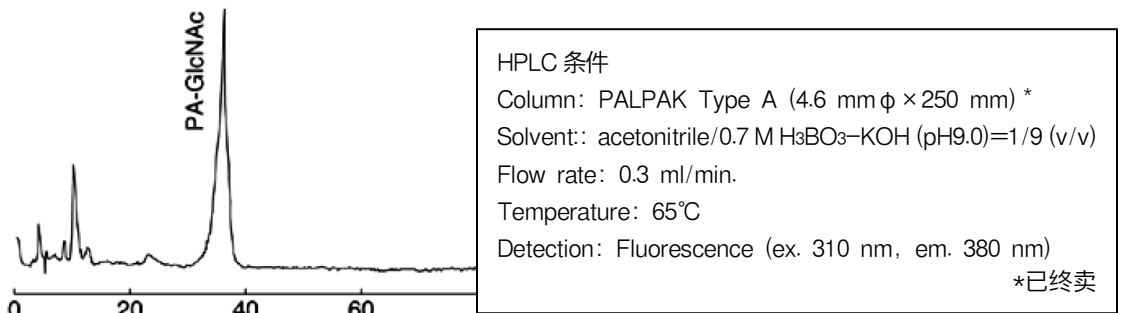 PA-GlcNAc
0 20 40 60
HPLC 条件
Column: PALPAK Type A (4.6 mmφ×250 mm) *
Solvent:: acetonitrile/0.7 M H₃BO₃-KOH (pH9.0)=1/9 (v/v)
Flow rate: 0.3 ml/min.
Temperature: 65℃
Detection: Fluorescence (ex. 310 nm, em. 380 nm)
*已终卖